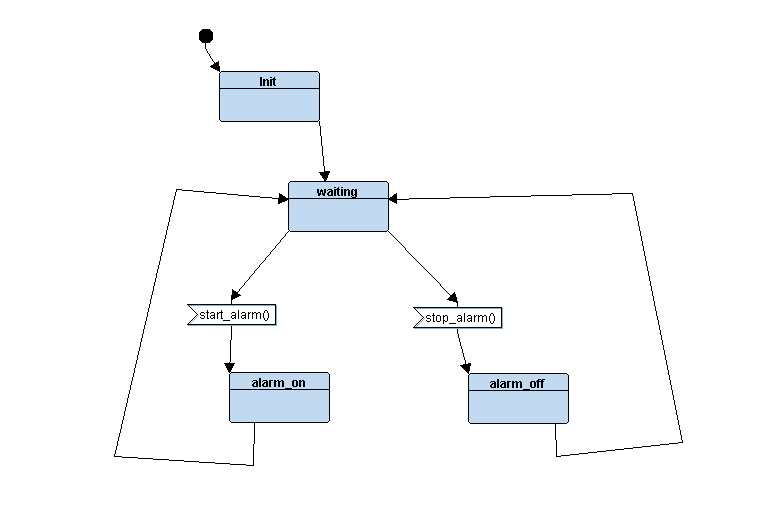 Init
waiting
start_alarm()
stop_alarm()
alarm_on
alarm_off